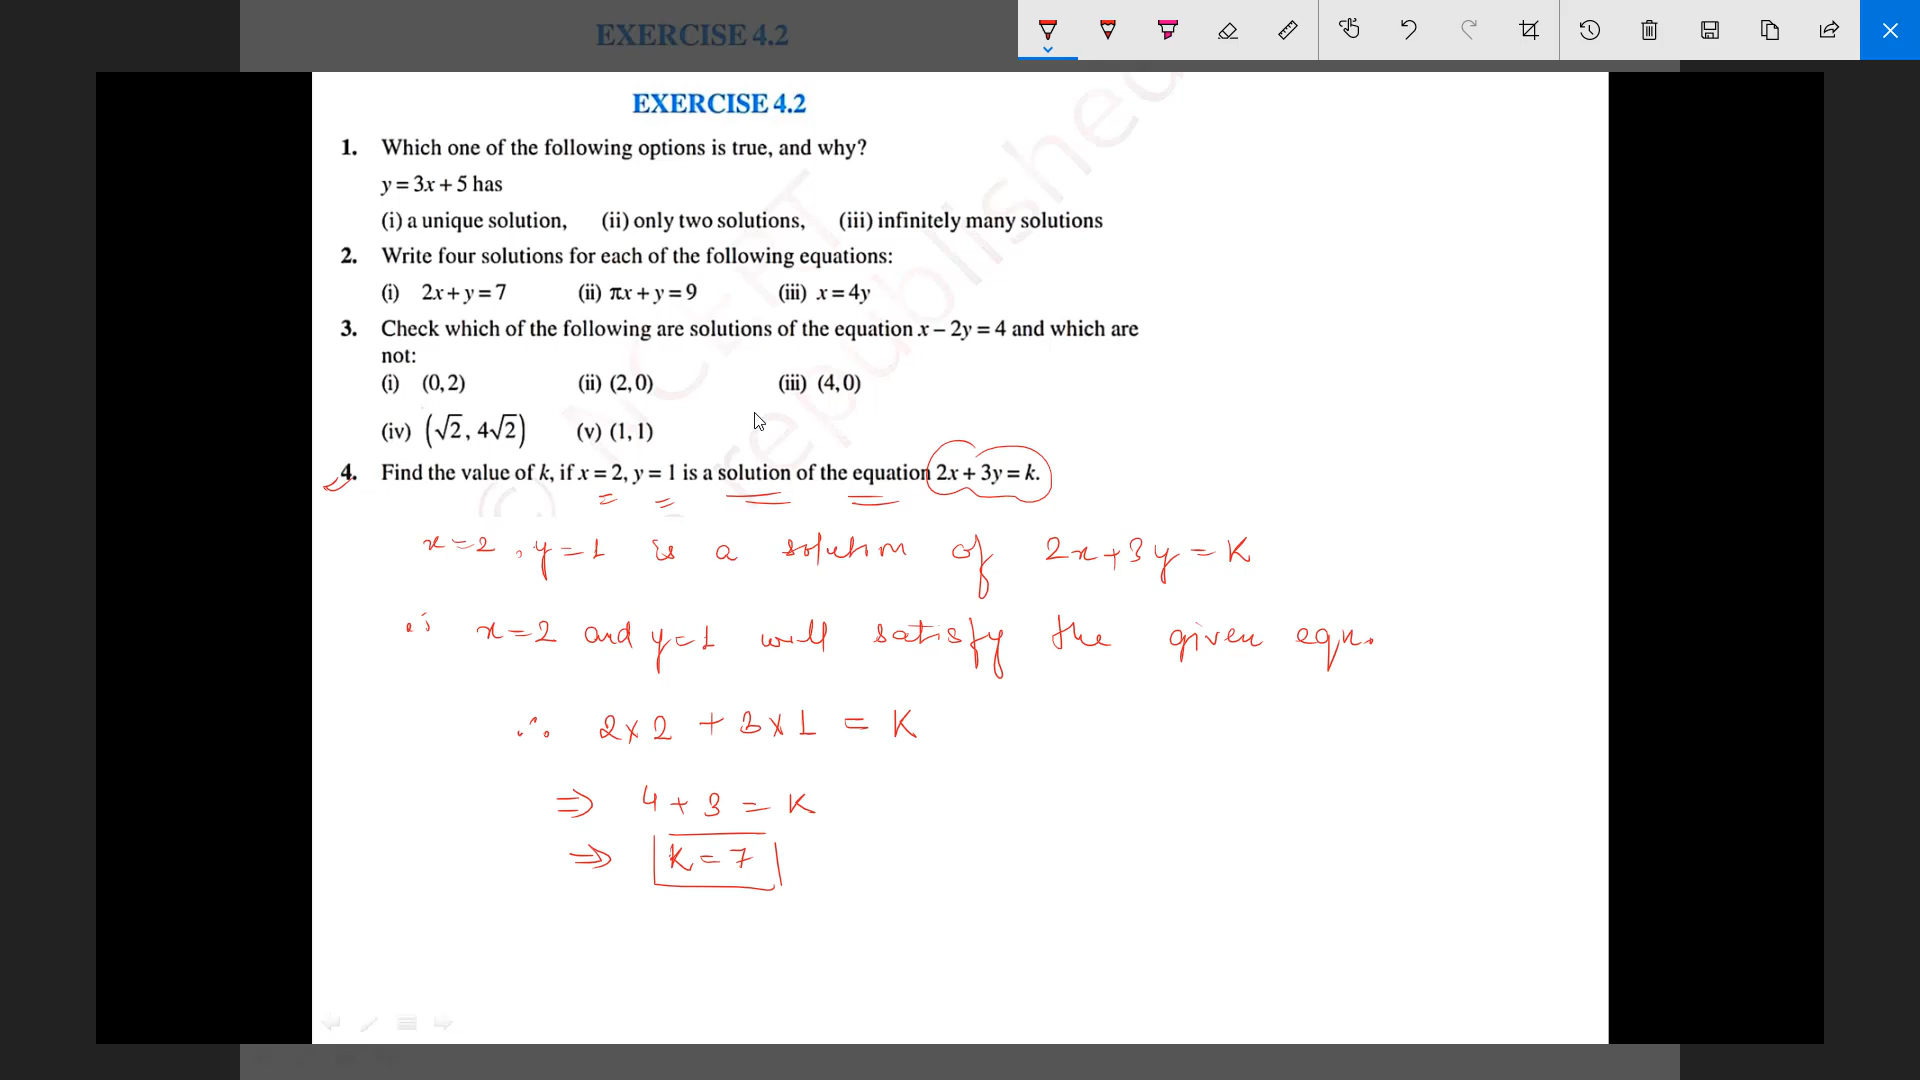 EXERCISE 4.2
EXERCISE 4.2
1. Which one of the following options is true, and why?
y = 3x + 5 has
(i) a unique solution, (ii) only two solutions, (iii) infinitely many solutions
2. Write four solutions for each of the following equations:
(i) 2x + y = 7 (ii) πx + y = 9 (iii) x = 4y
3. Check which of the following are solutions of the equation x – 2y = 4 and which are
not:
(i) (0, 2) (ii) (2, 0) (iii) (4, 0)
(iv) (√2, 4√2) (v) (1, 1)
4. Find the value of k, if x = 2, y = 1 is a solution of the equation 2x + 3y = k.
x=2, y=1 is a solution of 2x+3y=K
∴ x=2 and y=1 will satisfy the given eqn.
∴ 2×2 + 3×1 = K
⇒ 4+3 = K
⇒ K=7
© NCERT
republished